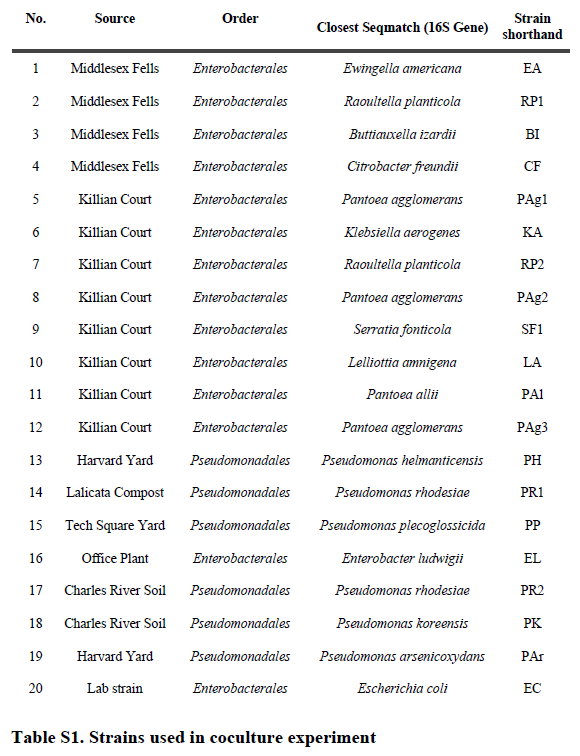 No. Source Order Closest Seqmatch (16S Gene) Strain shorthand
1 Middlesex Fells Enterobacterales Ewingella americana EA
2 Middlesex Fells Enterobacterales Raoultella planticola RP1
3 Middlesex Fells Enterobacterales Buttiauxella izardii BI
4 Middlesex Fells Enterobacterales Citrobacter freundii CF
5 Killian Court Enterobacterales Pantoea agglomerans PAg1
6 Killian Court Enterobacterales Klebsiella aerogenes KA
7 Killian Court Enterobacterales Raoultella planticola RP2
8 Killian Court Enterobacterales Pantoea agglomerans PAg2
9 Killian Court Enterobacterales Serratia fonticola SF1
10 Killian Court Enterobacterales Lelliottia amnigena LA
11 Killian Court Enterobacterales Pantoea allii PAl
12 Killian Court Enterobacterales Pantoea agglomerans PAg3
13 Harvard Yard Pseudomonadales Pseudomonas helmanticensis PH
14 Lalicata Compost Pseudomonadales Pseudomonas rhodesiae PR1
15 Tech Square Yard Pseudomonadales Pseudomonas plecoglossicida PP
16 Office Plant Enterobacterales Enterobacter ludwigii EL
17 Charles River Soil Pseudomonadales Pseudomonas rhodesiae PR2
18 Charles River Soil Pseudomonadales Pseudomonas koreensis PK
19 Harvard Yard Pseudomonadales Pseudomonas arsenicoxydans PAr
20 Lab strain Enterobacterales Escherichia coli EC
Table S1. Strains used in coculture experiment